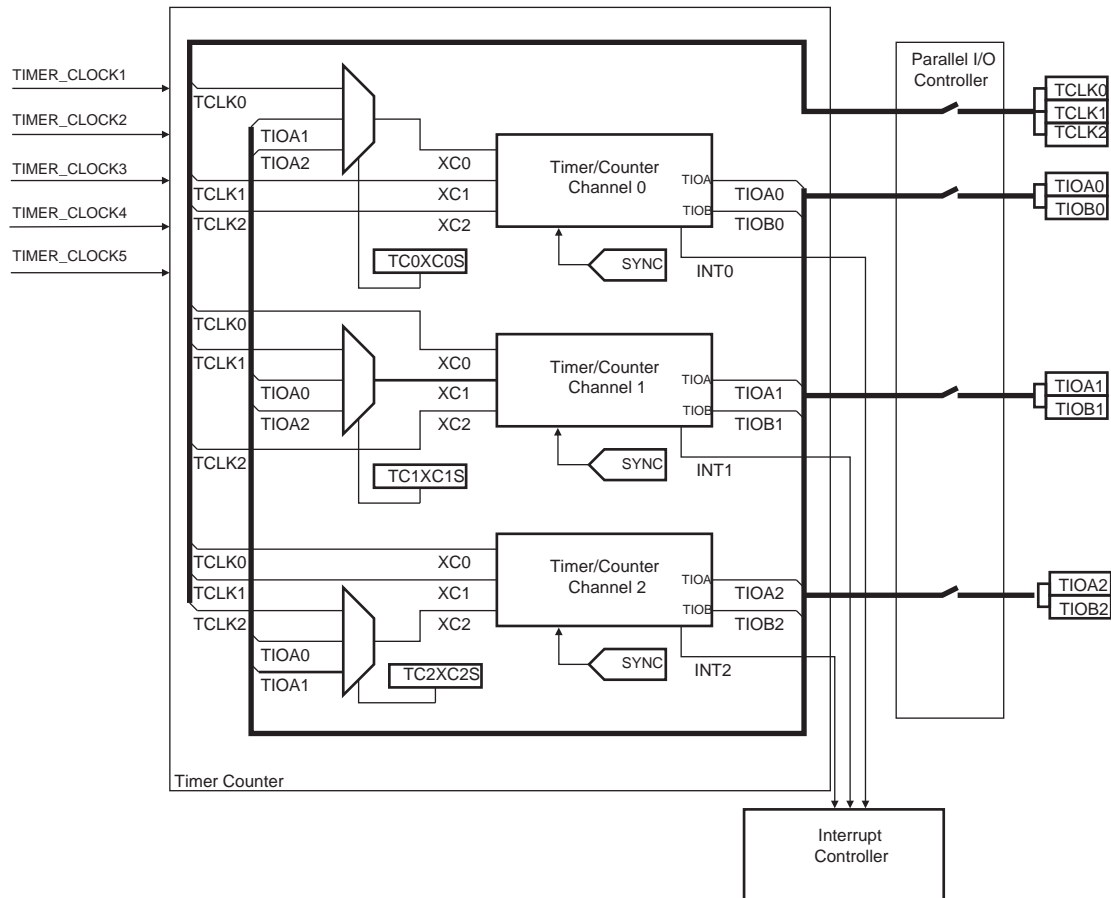 TIMER_CLOCK1
TIMER_CLOCK2
TIMER_CLOCK3
TIMER_CLOCK4
TIMER_CLOCK5
TCLK0
TIOA1
TIOA2
TCLK1
TCLK2
XC0
XC1
XC2
TC0XC0S
Timer/Counter
Channel 0
TIOA
TIOB
TIOA0
TIOB0
SYNC
INT0
TCLK0
TCLK1
TIOA0
TIOA2
TCLK2
XC0
XC1
XC2
TC1XC1S
Timer/Counter
Channel 1
TIOA
TIOB
TIOA1
TIOB1
SYNC
INT1
TCLK0
TCLK1
TCLK2
TIOA0
TIOA1
XC0
XC1
XC2
TC2XC2S
Timer/Counter
Channel 2
TIOA
TIOB
TIOA2
TIOB2
SYNC
INT2
Timer Counter
Parallel I/O
Controller
TCLK0
TCLK1
TCLK2
TIOA0
TIOB0
TIOA1
TIOB1
TIOA2
TIOB2
Interrupt
Controller